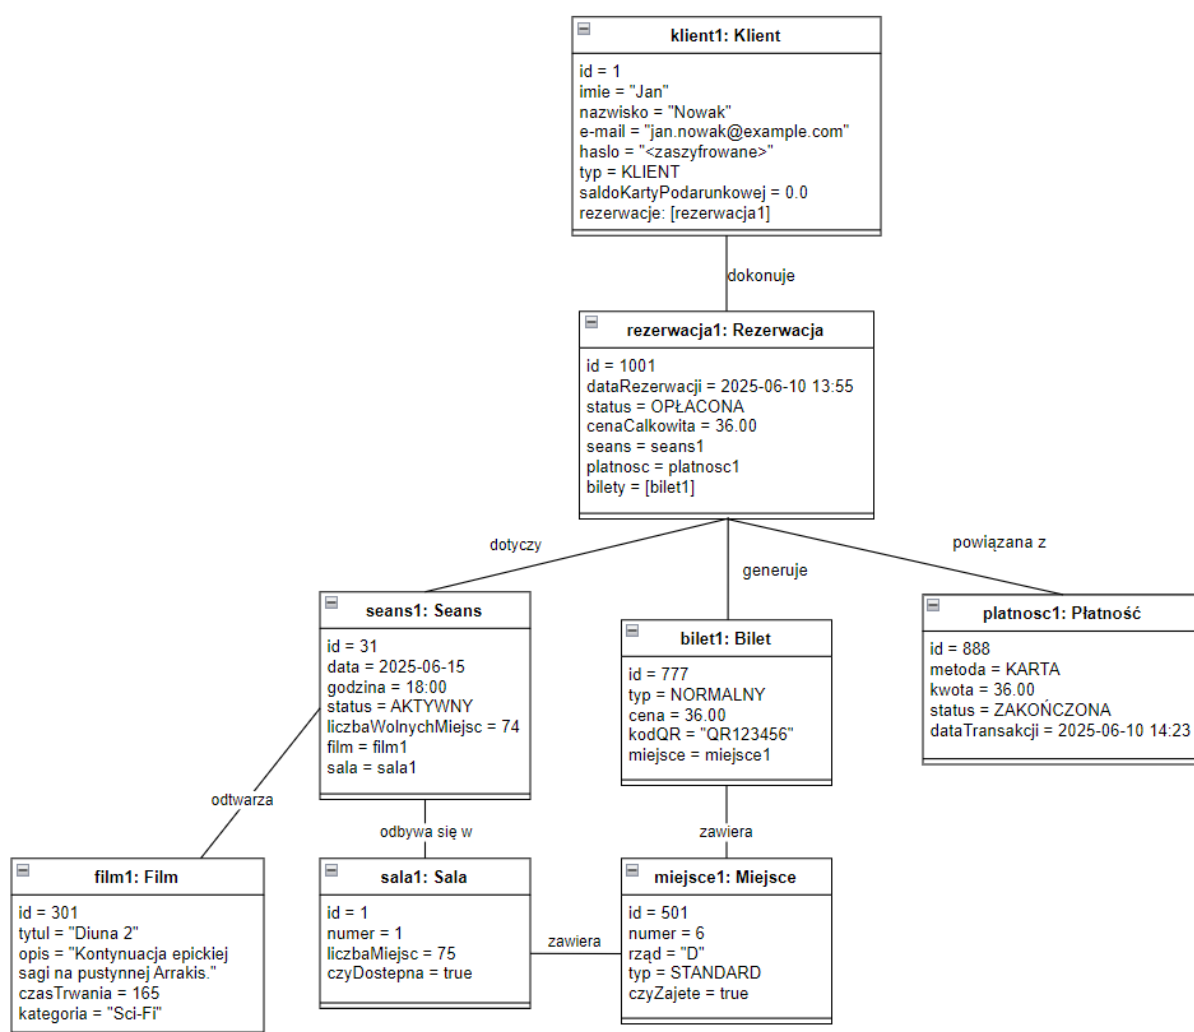 klient1: Klient
id = 1
imie = "Jan"
nazwisko = "Nowak"
e-mail = "jan.nowak@example.com"
haslo = "<zaszyfrowane>"
typ = KLIENT
saldoKartyPodarunkowej = 0.0
rezerwacje: [rezerwacja1]
dokonuje
rezerwacja1: Rezerwacja
id = 1001
dataRezerwacji = 2025-06-10 13:55
status = OPŁACONA
cenaCalkowita = 36.00
seans = seans1
platnosc = platnosc1
bilety = [bilet1]
dotyczy
generuje
powiązana z
seans1: Seans
id = 31
data = 2025-06-15
godzina = 18:00
status = AKTYWNY
liczbaWolnychMiejsc = 74
film = film1
sala = sala1
bilet1: Bilet
id = 777
typ = NORMALNY
cena = 36.00
kodQR = "QR123456"
miejsce = miejsce1
platnosc1: Płatność
id = 888
metoda = KARTA
kwota = 36.00
status = ZAKOŃCZONA
dataTransakcji = 2025-06-10 14:23
odtwarza
odbywa się w
zawiera
film1: Film
id = 301
tytul = "Diuna 2"
opis = "Kontynuacja epickiej
sagi na pustynnej Arrakis."
czasTrwania = 165
kategoria = "Sci-Fi"
sala1: Sala
id = 1
numer = 1
liczbaMiejsc = 75
czyDostepna = true
zawiera
miejsce1: Miejsce
id = 501
numer = 6
rząd = "D"
typ = STANDARD
czyZajete = true